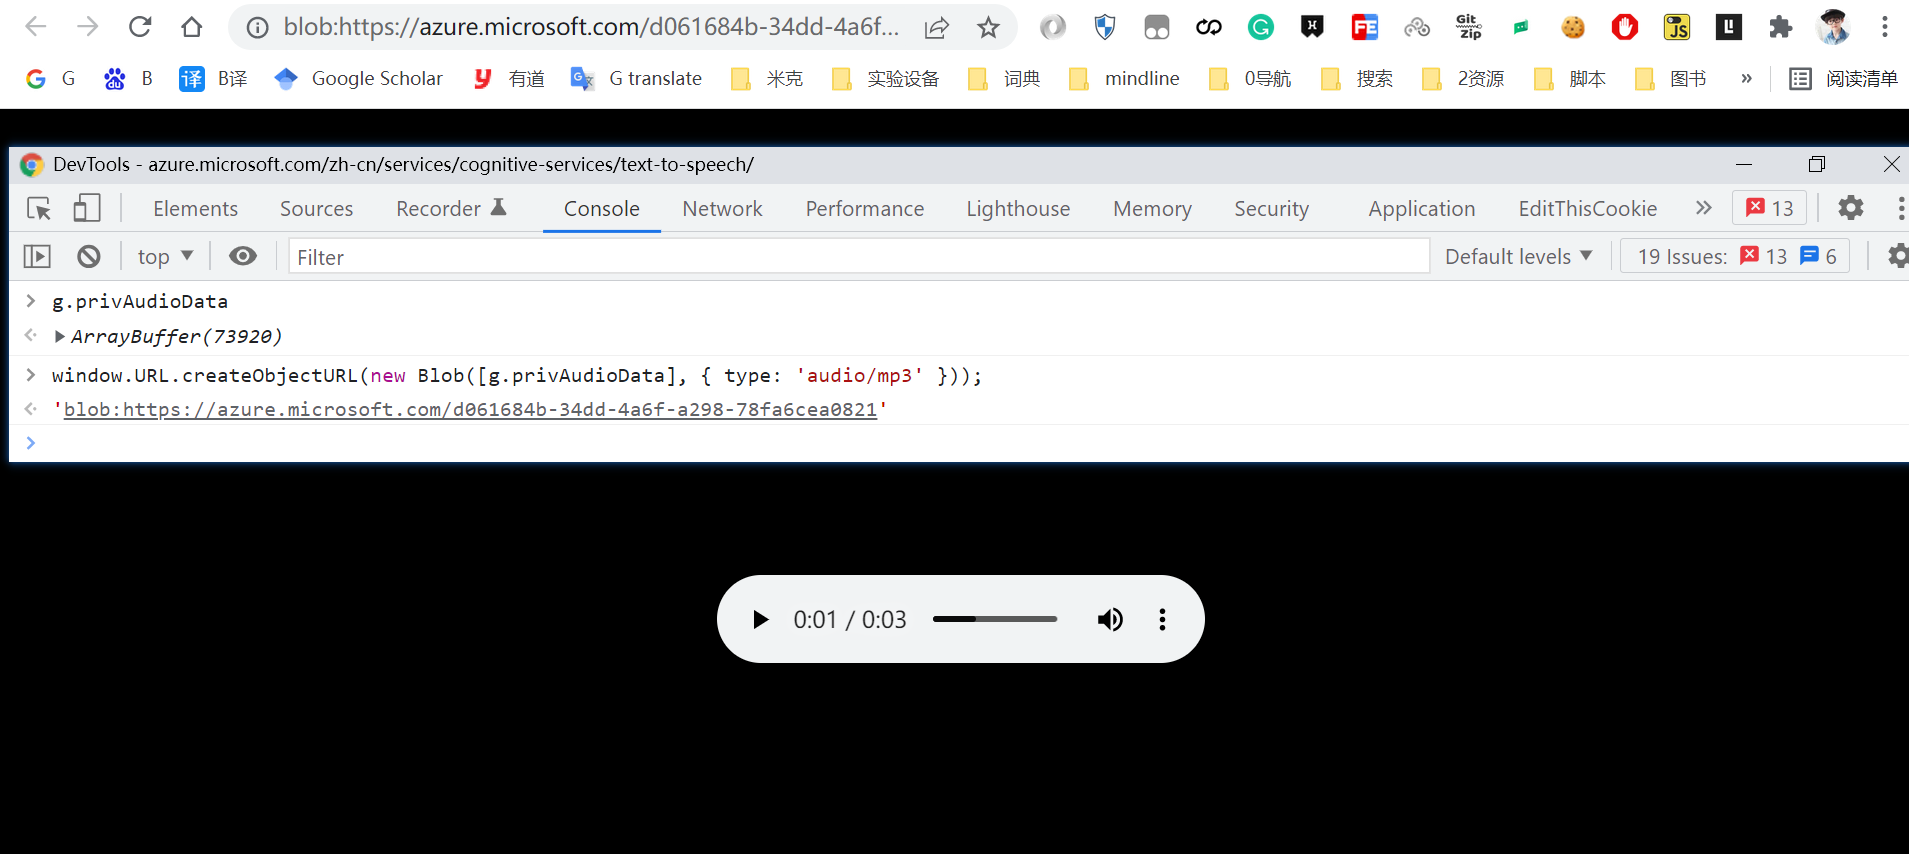 blob:https://azure.microsoft.com/d061684b-34dd-4a6f...
Git
zip
JS
G B 译 B译 Google Scholar y 有道 G translate 米克 实验设备 词典 mindline 0导航 搜索 2资源 脚本 图书 » 阅读清单
DevTools - azure.microsoft.com/zh-cn/services/cognitive-services/text-to-speech/
Elements Sources Recorder Console Network Performance Lighthouse Memory Security Application EditThisCookie » 13
top Filter Default levels 19 Issues: 13 6
g.privAudioData
ArrayBuffer(73920)
window.URL.createObjectURL(new Blob([g.privAudioData], { type: 'audio/mp3' }));
'blob:https://azure.microsoft.com/d061684b-34dd-4a6f-a298-78fa6cea0821'
0:01 / 0:03